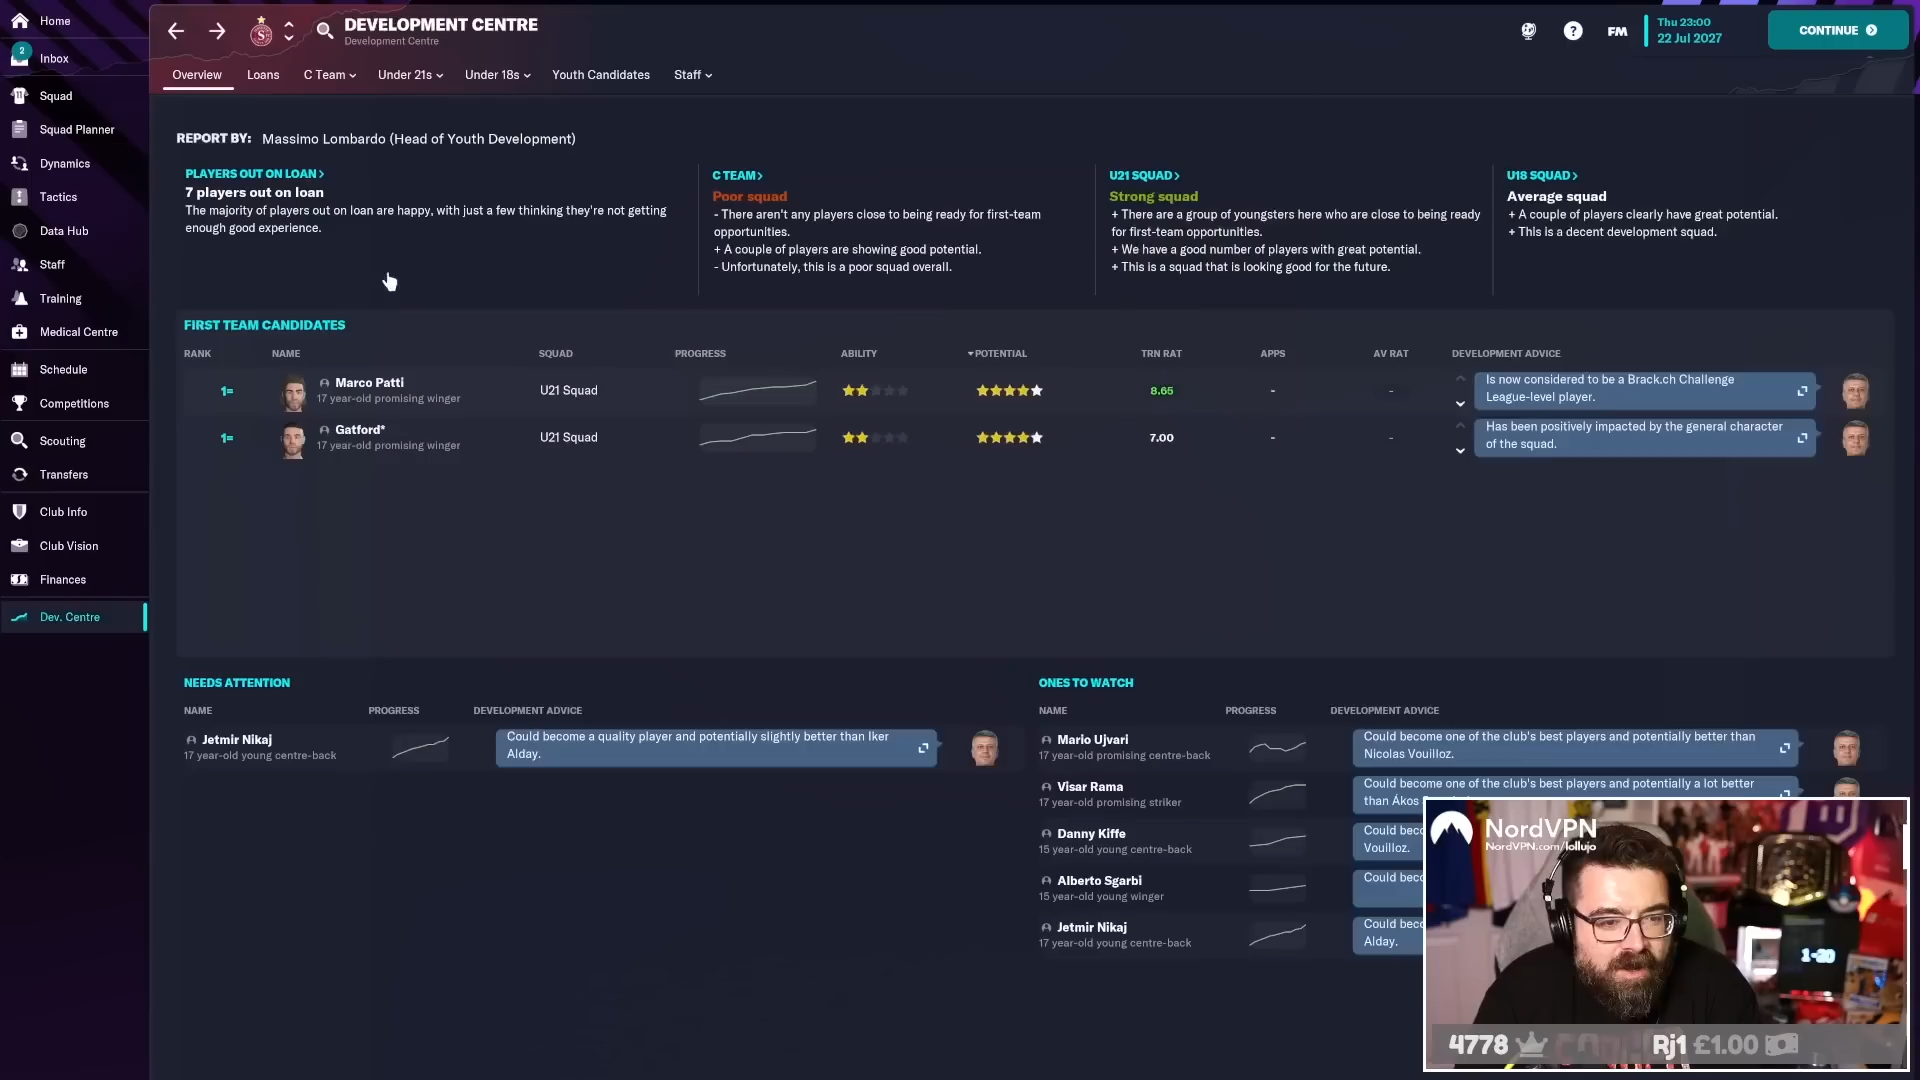 Home
2
Inbox
Squad
Squad Planner
Dynamics
Tactics
Data Hub
Staff
Training
Medical Centre
Schedule
Competitions
Scouting
Transfers
Club Info
Club Vision
Finances
Dev. Centre
DEVELOPMENT CENTRE
Development Centre
FM
Thu 23:00
22 Jul 2027
CONTINUE
Overview
Loans
C Team
Under 21s
Under 18s
Youth Candidates
Staff
REPORT BY: Massimo Lombardo (Head of Youth Development)
PLAYERS OUT ON LOAN>
7 players out on loan
The majority of players out on loan are happy, with just a few thinking they're not getting
enough good experience.
C TEAM>
Poor squad
- There aren't any players close to being ready for first-team
opportunities.
+ A couple of players are showing good potential.
- Unfortunately, this is a poor squad overall.
U21 SQUAD>
Strong squad
+ There are a group of youngsters here who are close to being ready
for first-team opportunities.
+ We have a good number of players with great potential.
+ This is a squad that is looking good for the future.
U18 SQUAD>
Average squad
+ A couple of players clearly have great potential.
+ This is a decent development squad.
FIRST TEAM CANDIDATES
RANK NAME SQUAD PROGRESS ABILITY POTENTIAL TRN RAT APPS AV RAT DEVELOPMENT ADVICE
1= Marco Patti U21 Squad 8.65 - -
17 year-old promising winger
Is now considered to be a Brack.ch Challenge
League-level player.
1= Gatford* U21 Squad 7.00 - -
17 year-old promising winger
Has been positively impacted by the general character
of the squad.
NEEDS ATTENTION
NAME PROGRESS DEVELOPMENT ADVICE
Jetmir Nikaj
17 year-old young centre-back
Could become a quality player and potentially slightly better than Iker
Alday.
ONES TO WATCH
NAME PROGRESS DEVELOPMENT ADVICE
Mario Ujvari
17 year-old promising centre-back
Could become one of the club's best players and potentially better than
Nicolas Vouilloz.
Visar Rama
17 year-old promising striker
Could become one of the club's best players and potentially a lot better
than Ákos
Danny Kiffe
15 year-old young centre-back
Could
Vouilloz.
Alberto Sgarbi
15 year-old young winger
Could
Jetmir Nikaj
17 year-old young centre-back
Could
Alday.
NordVPN
NordVPN.com/lollujo
1-20
4778
Rj1 £1.00